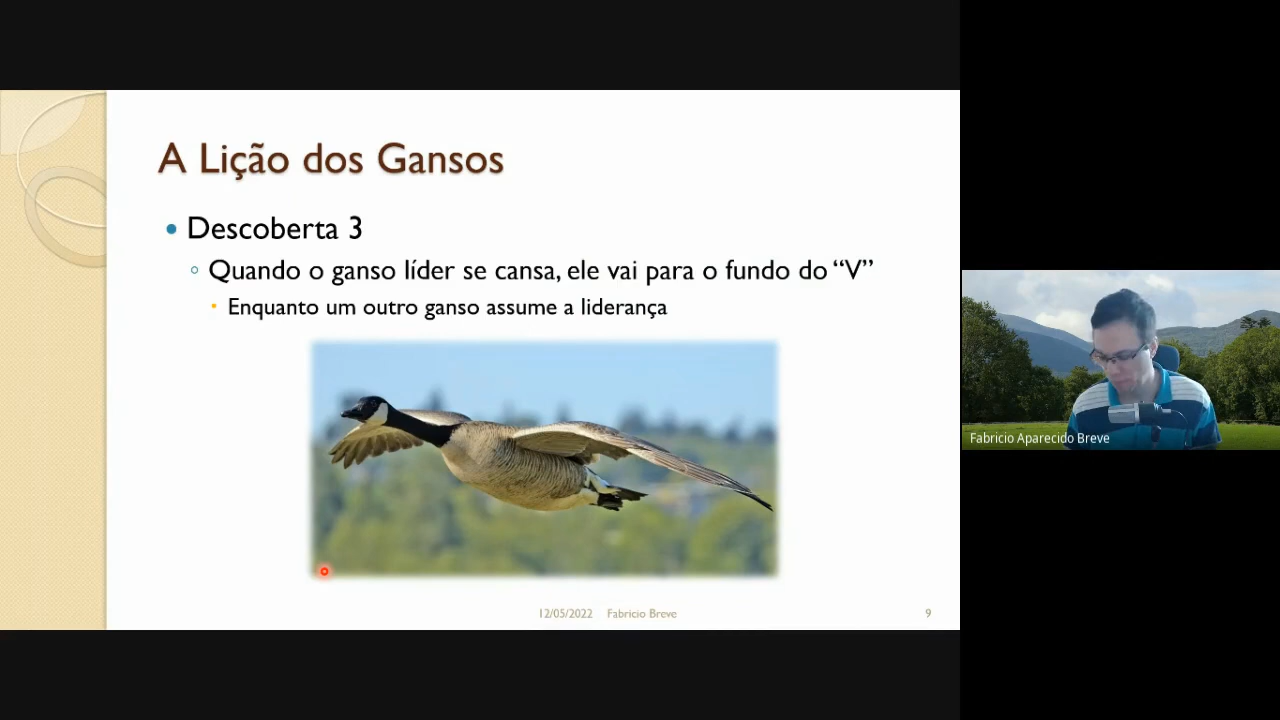 A Lição dos Gansos
Descoberta 3
Quando o ganso líder se cansa, ele vai para o fundo do “V”
Enquanto um outro ganso assume a liderança
12/05/2022 Fabricio Breve 9
Fabricio Aparecido Breve